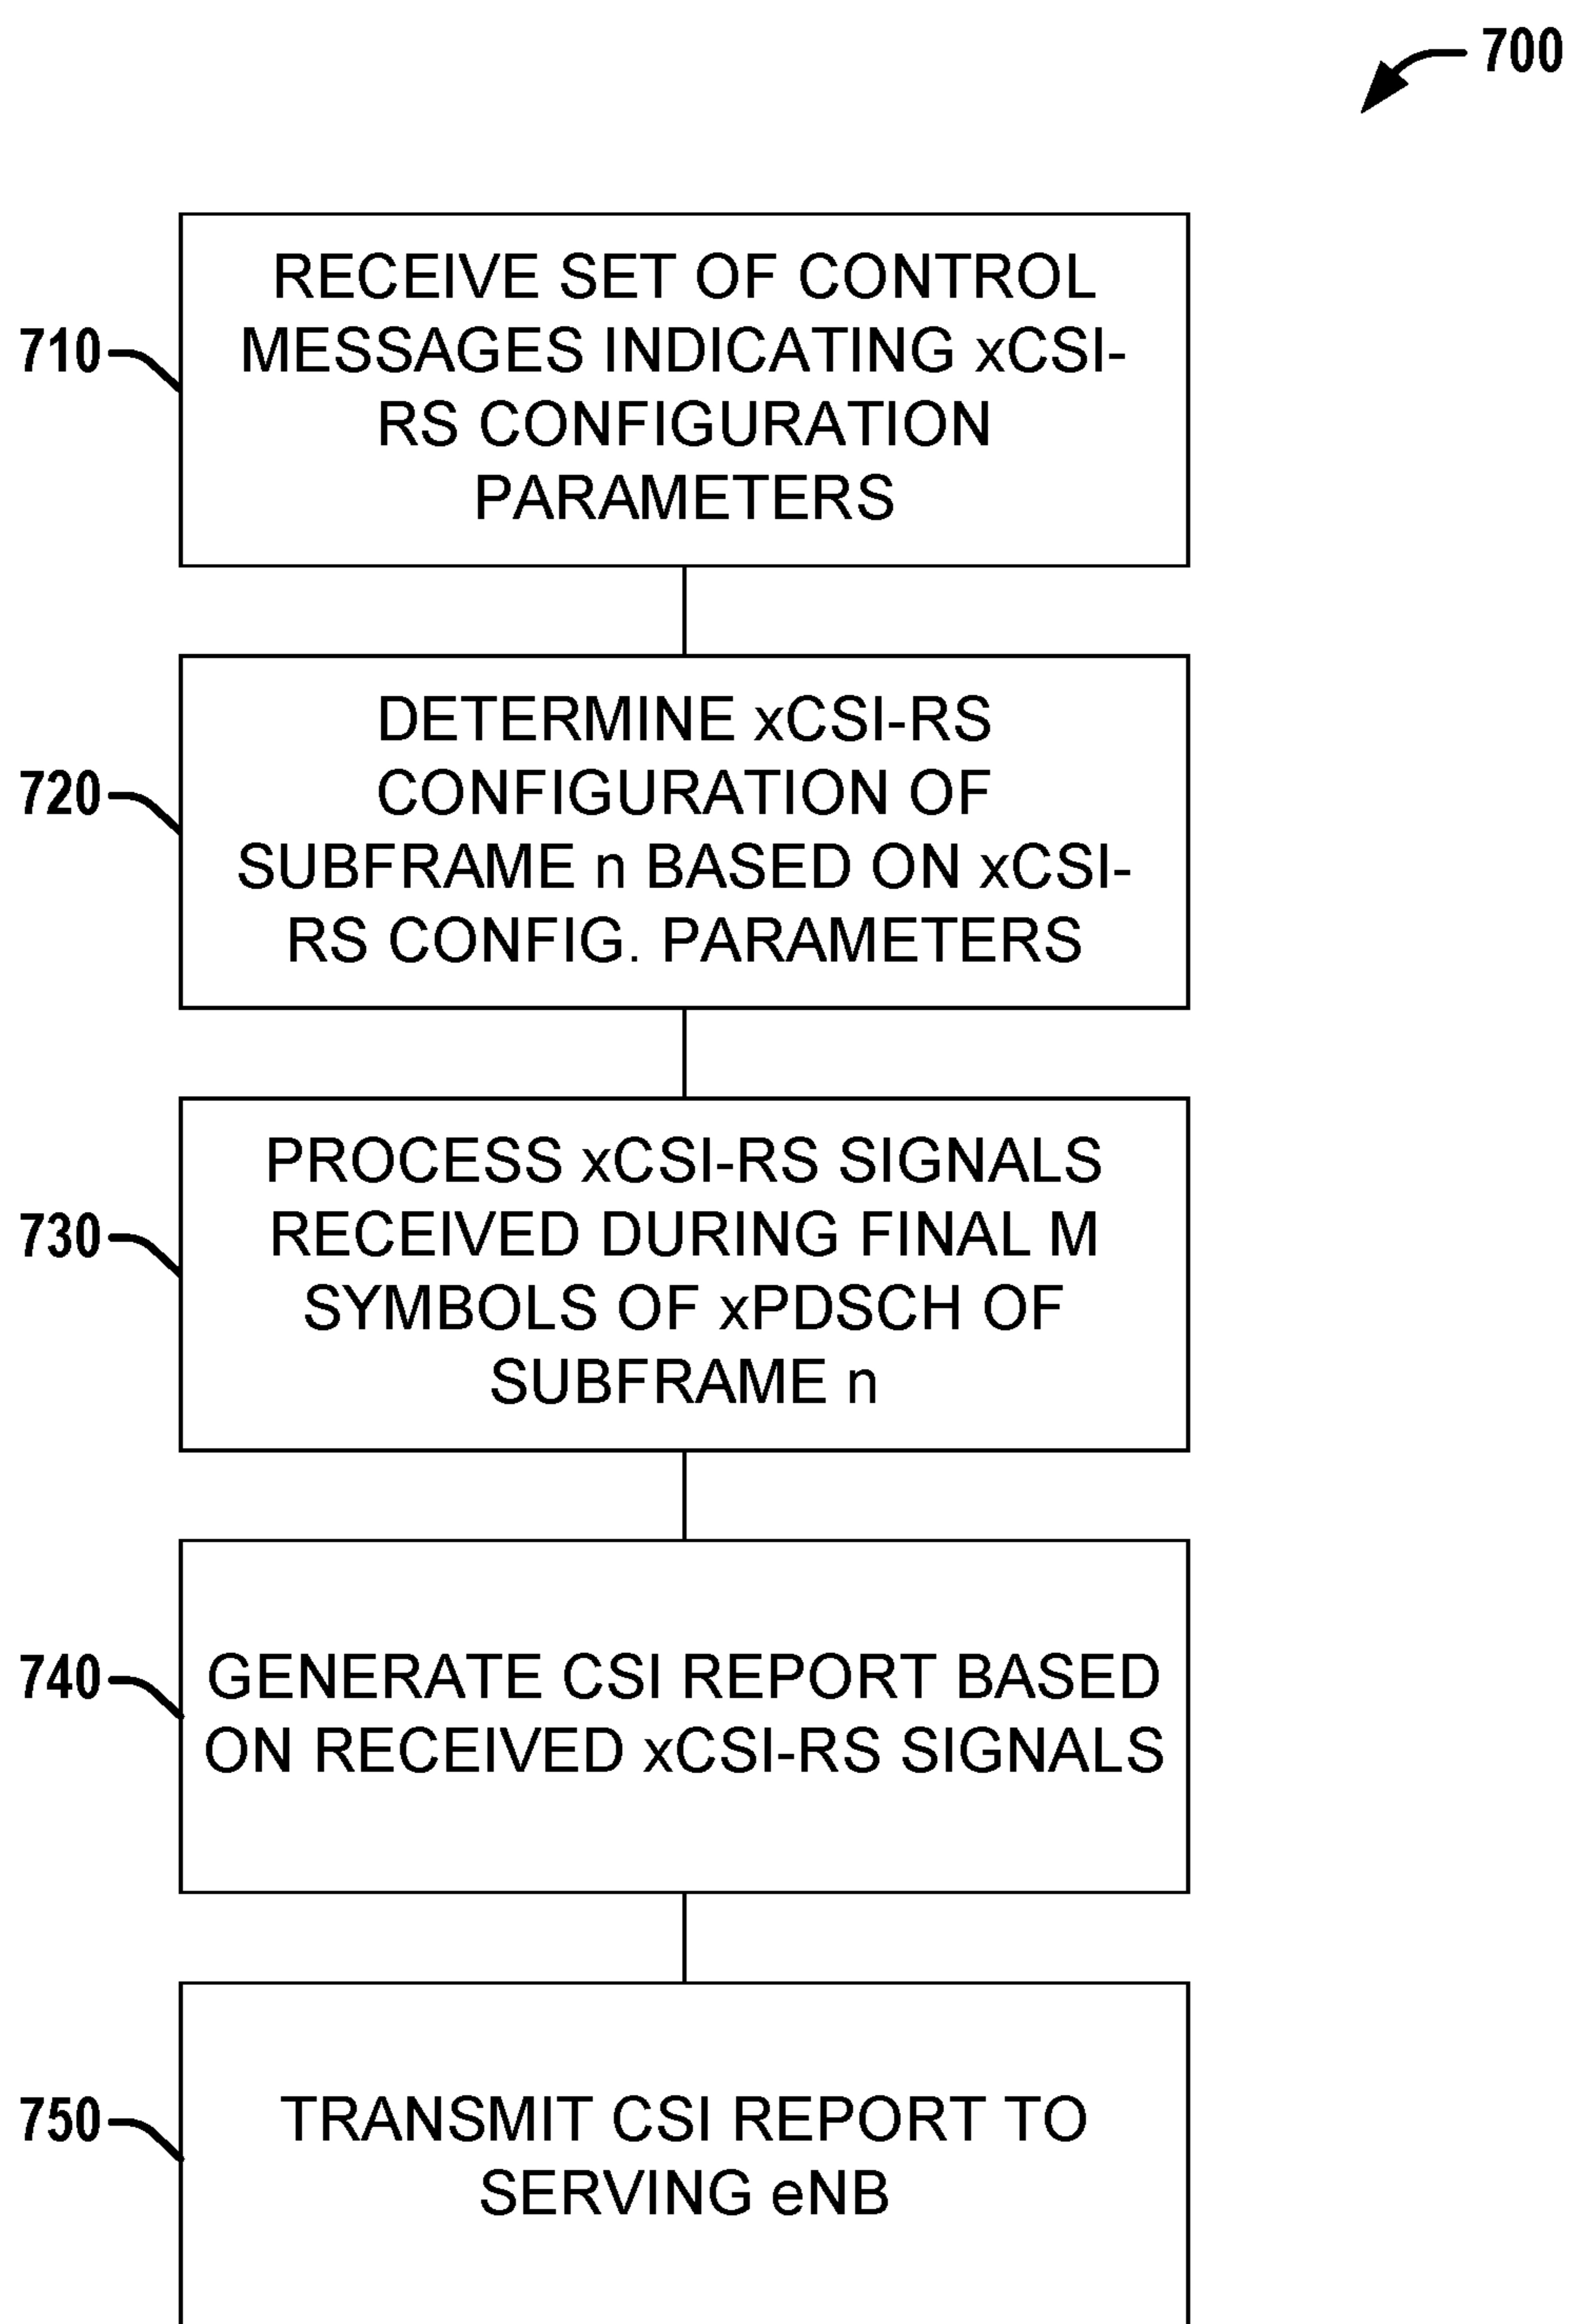 700
710
RECEIVE SET OF CONTROL
MESSAGES INDICATING xCSI-
RS CONFIGURATION
PARAMETERS
720
DETERMINE xCSI-RS
CONFIGURATION OF
SUBFRAME n BASED ON xCSI-
RS CONFIG. PARAMETERS
730
PROCESS xCSI-RS SIGNALS
RECEIVED DURING FINAL M
SYMBOLS OF xPDSCH OF
SUBFRAME n
740
GENERATE CSI REPORT BASED
ON RECEIVED xCSI-RS SIGNALS
750
TRANSMIT CSI REPORT TO
SERVING eNB